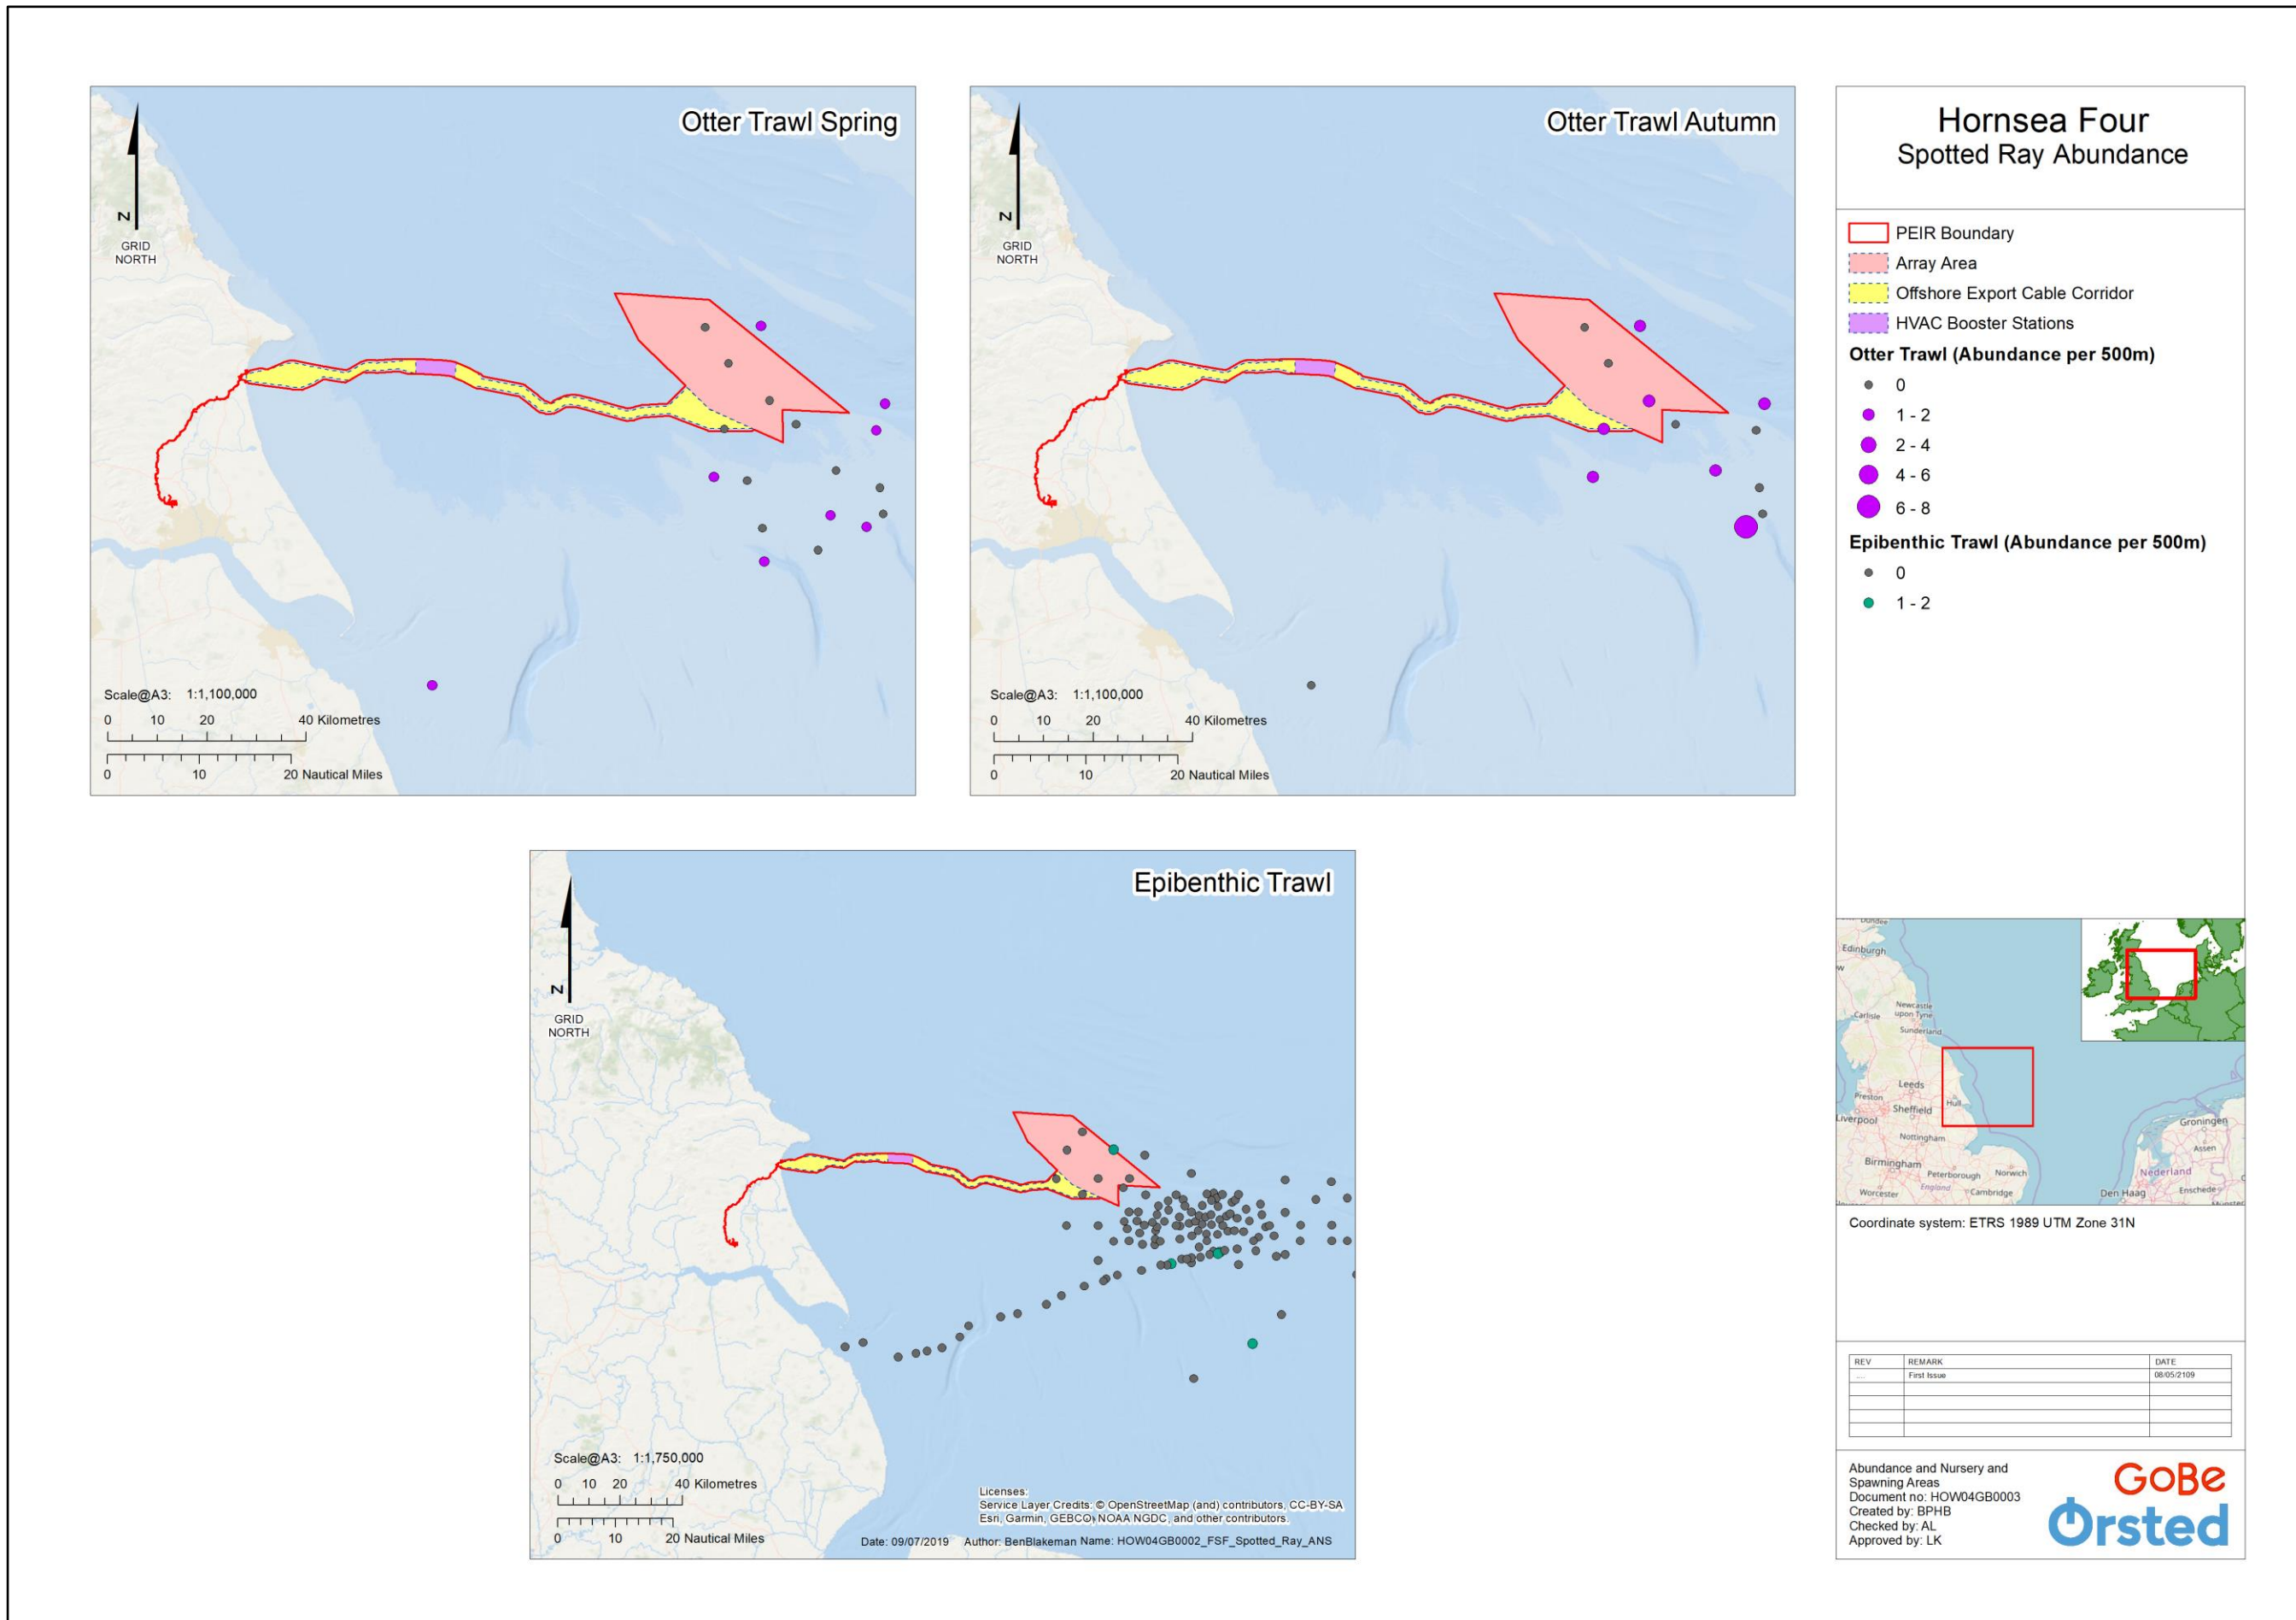 Otter Trawl Spring
N
GRID
NORTH
Scale@A3: 1:1,100,000
0 10 20 40 Kilometres
0 10 20 Nautical Miles
Otter Trawl Autumn
N
GRID
NORTH
Scale@A3: 1:1,100,000
0 10 20 40 Kilometres
0 10 20 Nautical Miles
Epibenthic Trawl
N
GRID
NORTH
Scale@A3: 1:1,750,000
0 10 20 40 Kilometres
0 10 20 Nautical Miles
Licenses:
Service Layer Credits: © OpenStreetMap (and) contributors, CC-BY-SA
Esri, Garmin, GEBCO, NOAA NGDC, and other contributors.
Date: 09/07/2019 Author: BenBlakeman Name: HOW04GB0002_FSF_Spotted_Ray_ANS
Hornsea Four
Spotted Ray Abundance
PEIR Boundary
Array Area
Offshore Export Cable Corridor
HVAC Booster Stations
Otter Trawl (Abundance per 500m)
0
1 - 2
2 - 4
4 - 6
6 - 8
Epibenthic Trawl (Abundance per 500m)
0
1 - 2
Dundee
Edinburgh
Newcastle
upon Tyne
Carlisle
Sunderland
Leeds
Preston
Hull
Liverpool
Sheffield
Nottingham
Birmingham
Peterborough
Norwich
England
Worcester
Cambridge
Groningen
Assen
Nederland
Den Haag
Enschede
Münster
Coordinate system: ETRS 1989 UTM Zone 31N
REV REMARK DATE
.... First Issue 08/05/2109
Abundance and Nursery and
Spawning Areas
Document no: HOW04GB0003
Created by: BPHB
Checked by: AL
Approved by: LK
GoBe
Orsted